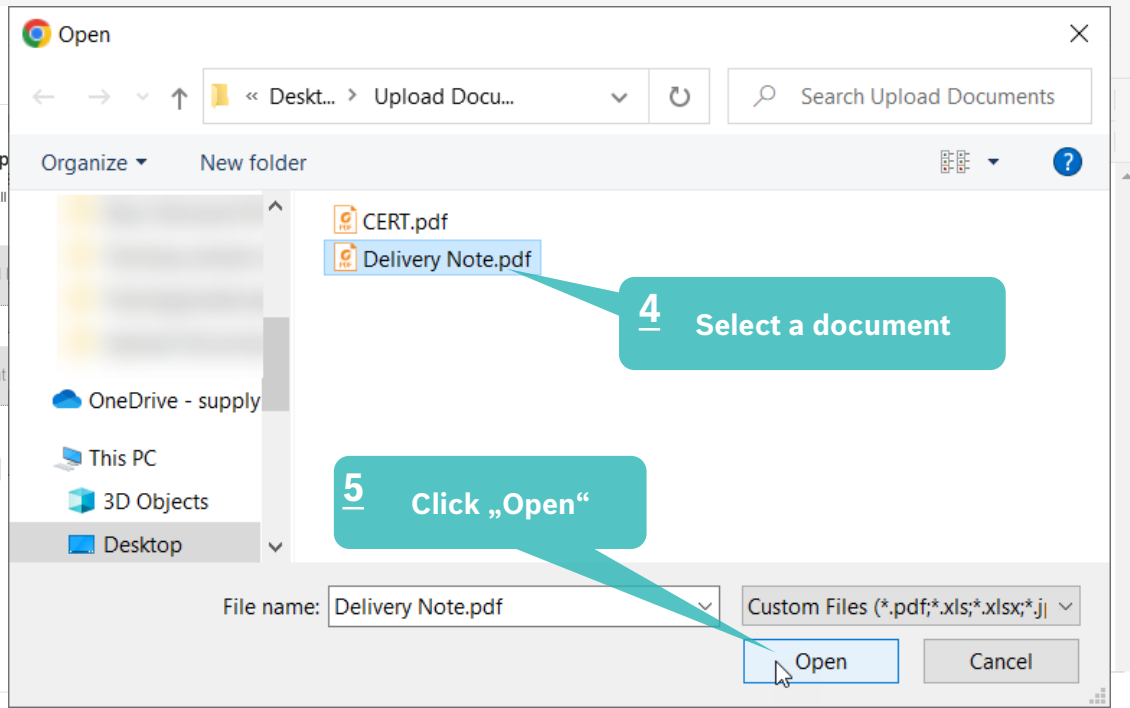 Open
« Deskt... > Upload Docu...
Search Upload Documents
Organize
New folder
?
CERT.pdf
Delivery Note.pdf
4 Select a document
OneDrive - supply
This PC
3D Objects
Desktop
5 Click „Open“
File name: Delivery Note.pdf
Custom Files (*.pdf;*.xls;*.xlsx;*.j
Open
Cancel